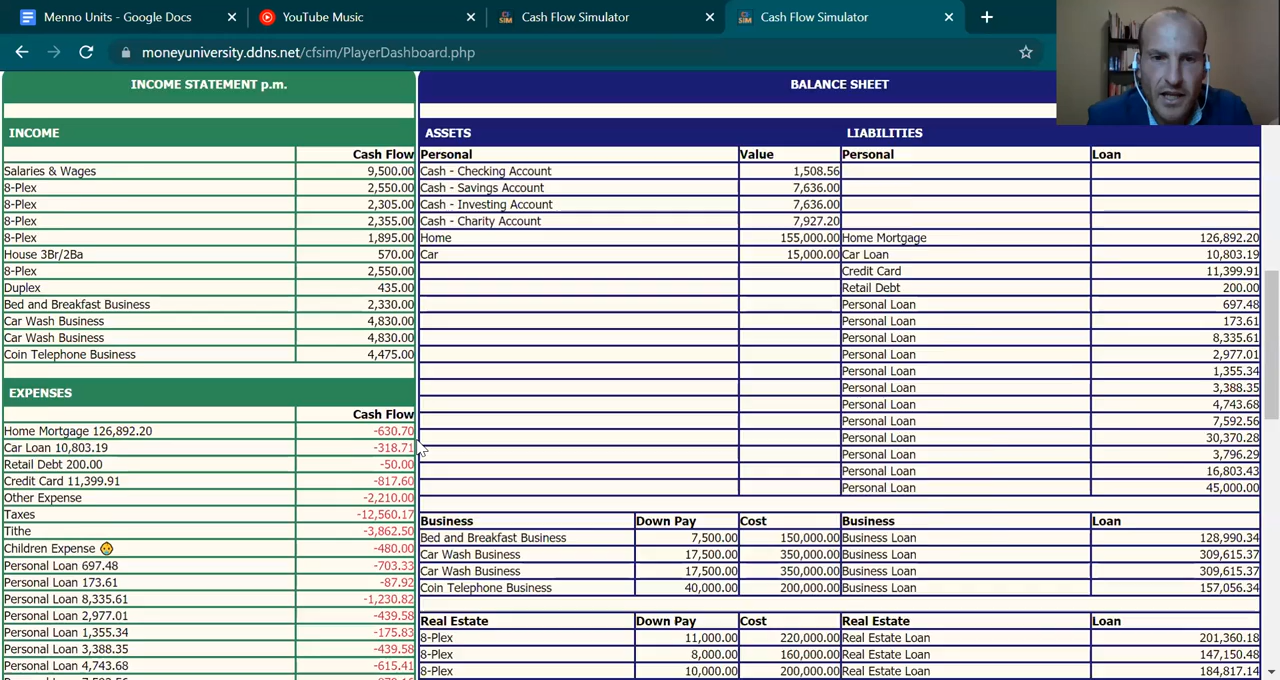 Menno Units - Google Docs
YouTube Music
Cash Flow Simulator
Cash Flow Simulator
moneyuniversity.ddns.net/cfsim/PlayerDashboard.php
INCOME STATEMENT p.m.
INCOME
Cash Flow
Salaries & Wages 9,500.00
8-Plex 2,550.00
8-Plex 2,305.00
8-Plex 2,355.00
8-Plex 1,895.00
House 3Br/2Ba 570.00
8-Plex 2,550.00
Duplex 435.00
Bed and Breakfast Business 2,330.00
Car Wash Business 4,830.00
Car Wash Business 4,830.00
Coin Telephone Business 4,475.00
EXPENSES
Cash Flow
Home Mortgage 126,892.20 -630.70
Car Loan 10,803.19 -318.71
Retail Debt 200.00 -50.00
Credit Card 11,399.91 -817.60
Other Expense -2,210.00
Taxes -12,560.17
Tithe -3,862.50
Children Expense 👶 -480.00
Personal Loan 697.48 -703.33
Personal Loan 173.61 -87.92
Personal Loan 8,335.61 -1,230.82
Personal Loan 2,977.01 -439.58
Personal Loan 1,355.34 -175.83
Personal Loan 3,388.35 -439.58
Personal Loan 4,743.68 -615.41
BALANCE SHEET
ASSETS LIABILITIES
Personal Value Personal Loan
Cash - Checking Account 1,508.56
Cash - Savings Account 7,636.00
Cash - Investing Account 7,636.00
Cash - Charity Account 7,927.20
Home 155,000.00 Home Mortgage 126,892.20
Car 15,000.00 Car Loan 10,803.19
Credit Card 11,399.91
Retail Debt 200.00
Personal Loan 697.48
Personal Loan 173.61
Personal Loan 8,335.61
Personal Loan 2,977.01
Personal Loan 1,355.34
Personal Loan 3,388.35
Personal Loan 4,743.68
Personal Loan 7,592.56
Personal Loan 30,370.28
Personal Loan 3,796.29
Personal Loan 16,803.43
Personal Loan 45,000.00
Business Down Pay Cost Business Loan
Bed and Breakfast Business 7,500.00 150,000.00 Business Loan 128,990.34
Car Wash Business 17,500.00 350,000.00 Business Loan 309,615.37
Car Wash Business 17,500.00 350,000.00 Business Loan 309,615.37
Coin Telephone Business 40,000.00 200,000.00 Business Loan 157,056.34
Real Estate Down Pay Cost Real Estate Loan
8-Plex 11,000.00 220,000.00 Real Estate Loan 201,360.18
8-Plex 8,000.00 160,000.00 Real Estate Loan 147,150.48
8-Plex 10,000.00 200,000.00 Real Estate Loan 184,817.14